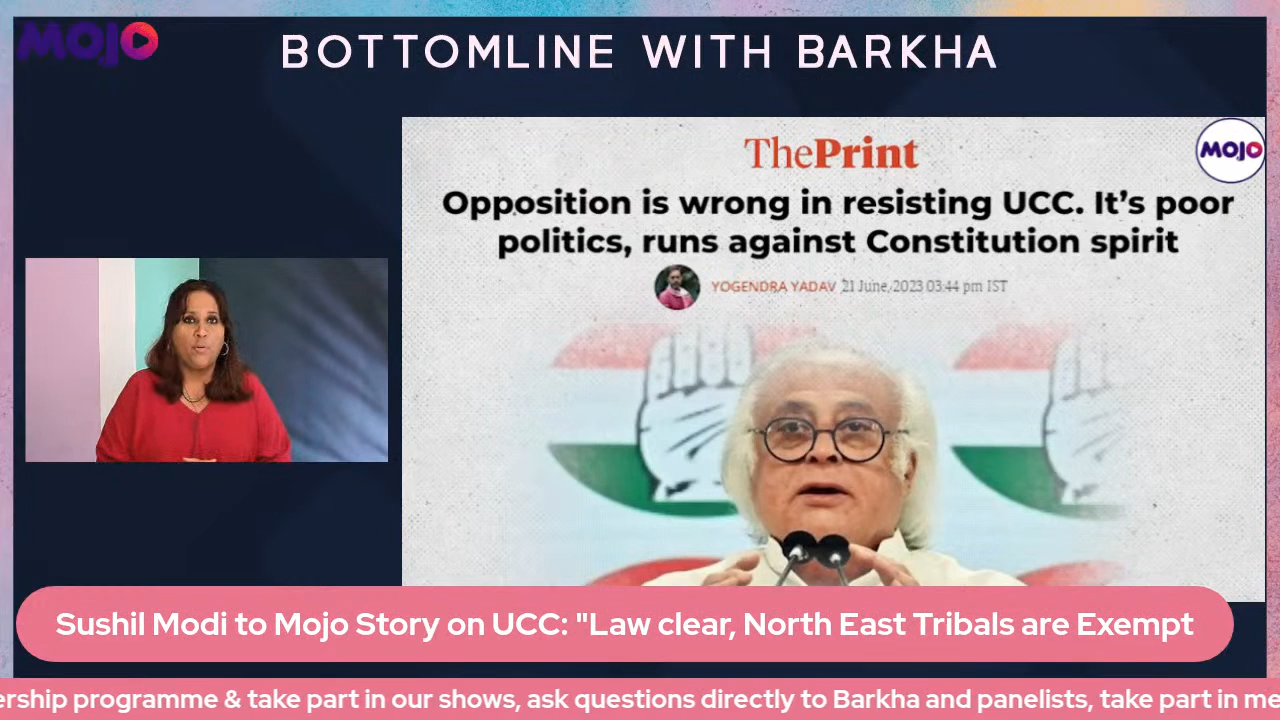 MOJO
BOTTOMLINE WITH BARKHA
ThePrint
MOJO
Opposition is wrong in resisting UCC. It’s poor
politics, runs against Constitution spirit
YOGENDRA YADAV 21 June, 2023 03:44 pm IST
Sushil Modi to Mojo Story on UCC: "Law clear, North East Tribals are Exempt
ership programme & take part in our shows, ask questions directly to Barkha and panelists, take part in me